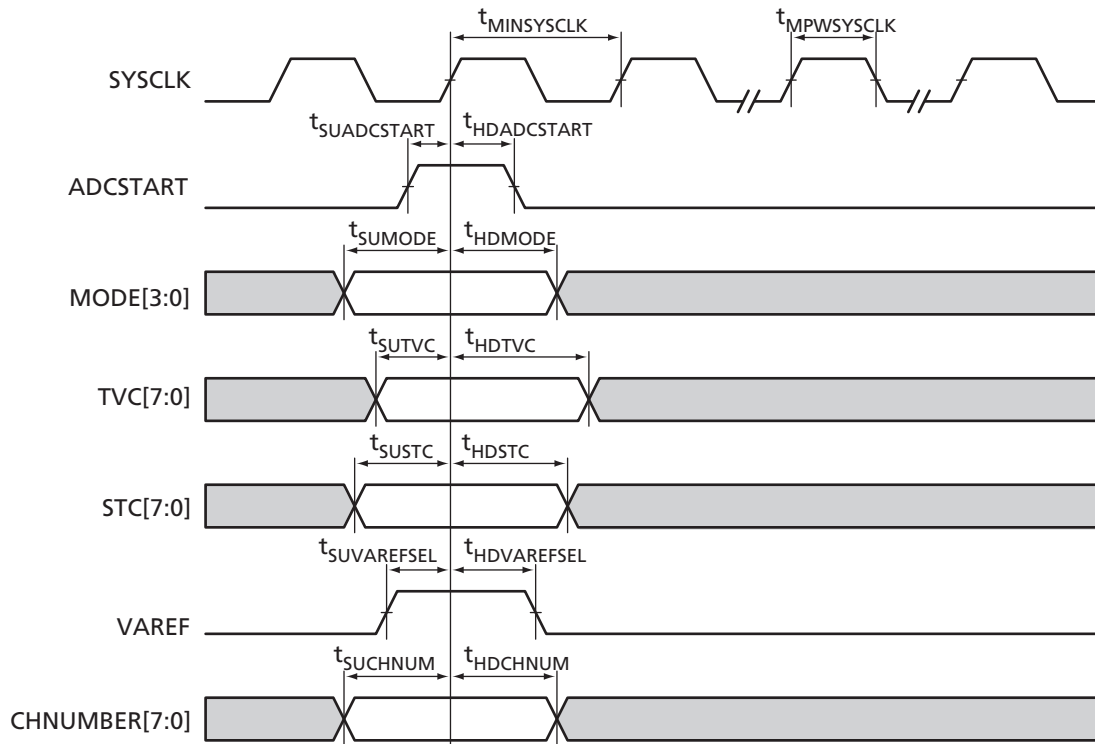 tMINSYSCLK
tMPWSYSCLK
SYSCLK
tSUADCSTART
tHDADCSTART
ADCSTART
tSUMODE
tHDMODE
MODE[3:0]
tSUTVC
tHDTVC
TVC[7:0]
tSUSTC
tHDSTC
STC[7:0]
tSUVAREFSEL
tHDVAREFSEL
VAREF
tSUCHNUM
tHDCHNUM
CHNUMBER[7:0]